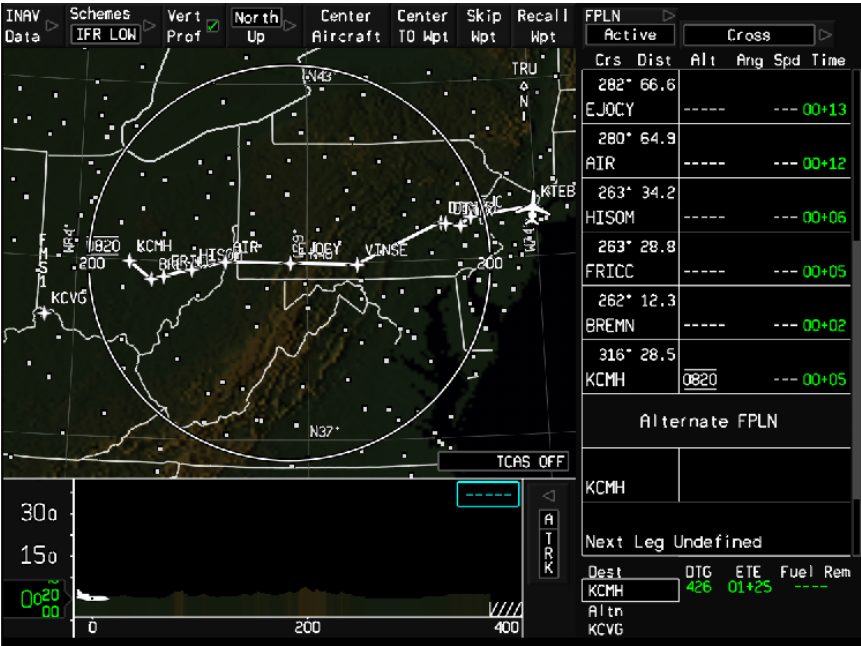 INAV Data
Schemes
IFR LOW
Vert Prof
North Up
Center Aircraft
Center TO Wpt
Skip Wpt
Recall Wpt
TRU
N
N43
KTEB
KCMH
0820
AIR
EJOCY
VINSE
200
200
KCVG
N37°
TCAS OFF
-----
300
150
0020
00
A
T
R
K
0
200
400
FPLN
Active
Cross
Crs Dist Alt Ang Spd Time
282° 66.6
EJOCY ----- --- 00+13
280° 64.9
AIR ----- --- 00+12
263° 34.2
HISOM ----- --- 00+06
263° 28.8
FRICC ----- --- 00+05
262° 12.3
BREMN ----- --- 00+02
316° 28.5
KCMH 0820 --- 00+05
Alternate FPLN
KCMH
Next Leg Undefined
Dest DTG ETE Fuel Rem
KCMH 426 01+25 ----
Altn
KCVG